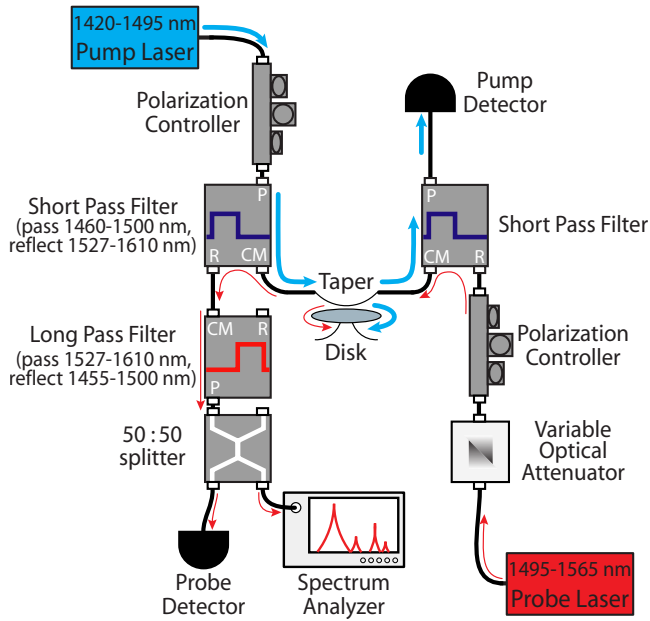 1420-1495 nm
Pump Laser
Polarization
Controller
Pump
Detector
P
Short Pass Filter
(pass 1460-1500 nm,
reflect 1527-1610 nm)
R
CM
P
Short Pass Filter
CM
R
Taper
Disk
Long Pass Filter
(pass 1527-1610 nm,
reflect 1455-1500 nm)
CM
R
P
Polarization
Controller
50 : 50
splitter
Variable
Optical
Attenuator
Probe
Detector
Spectrum
Analyzer
1495-1565 nm
Probe Laser